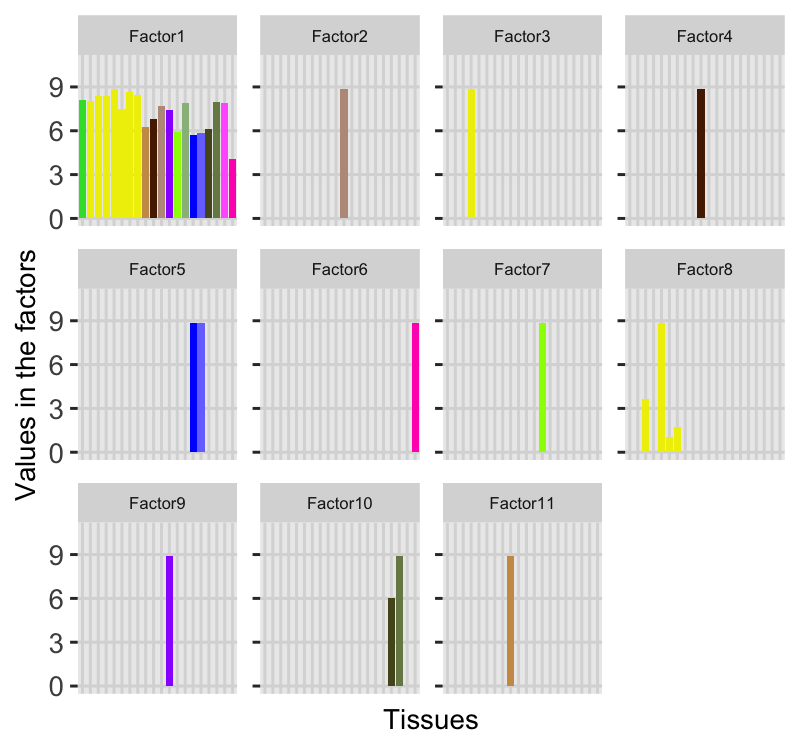 Factor1 Factor2 Factor3 Factor4
9
6
3
0
Factor5 Factor6 Factor7 Factor8
9
6
3
0
Factor9 Factor10 Factor11
9
6
3
0
Values in the factors
Tissues